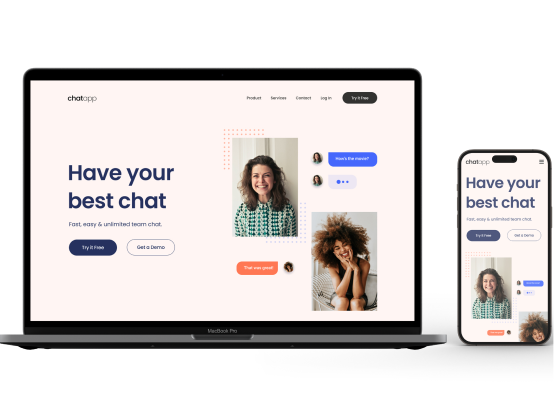 chatapp
Product Services Contact Log in Try it Free
Have your
best chat
Fast, easy & unlimited team chat.
Try it Free Get a Demo
How's the movie?
That was great!
MacBook Pro
chatapp
Have your
best chat
Fast, easy & unlimited team chat.
Try it Free Get a Demo